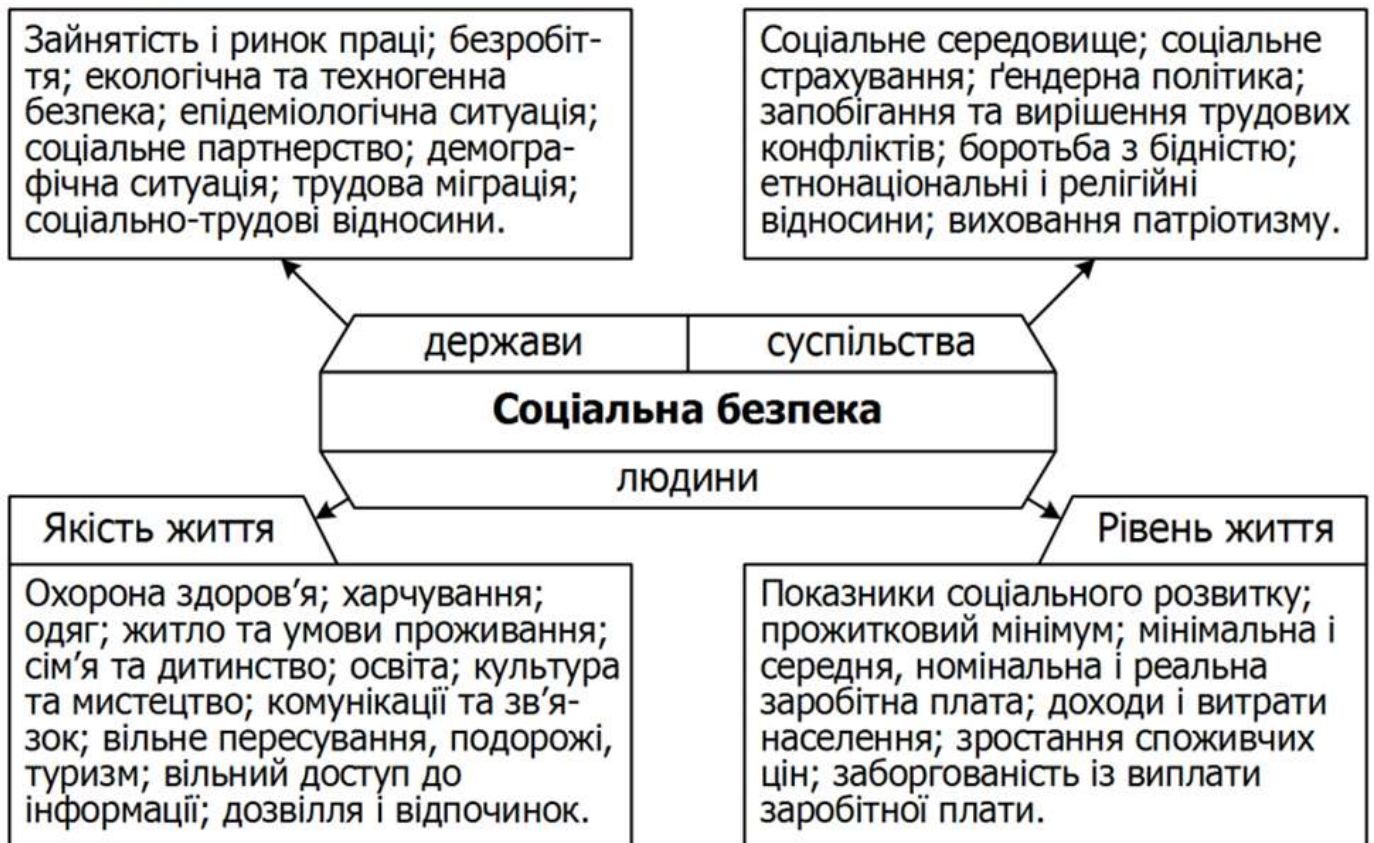 Зайнятість і ринок праці; безробіт-
тя; екологічна та техногенна
безпека; епідеміологічна ситуація;
соціальне партнерство; демогра-
фічна ситуація; трудова міграція;
соціально-трудові відносини.
Соціальне середовище; соціальне
страхування; ґендерна політика;
запобігання та вирішення трудових
конфліктів; боротьба з бідністю;
етнонаціональні і релігійні
відносини; виховання патріотизму.
держави
суспільства
Соціальна безпека
людини
Якість життя
Охорона здоров’я; харчування;
одяг; житло та умови проживання;
сім’я та дитинство; освіта; культура
та мистецтво; комунікації та зв’я-
зок; вільне пересування, подорожі,
туризм; вільний доступ до
інформації; дозвілля і відпочинок.
Рівень життя
Показники соціального розвитку;
прожитковий мінімум; мінімальна і
середня, номінальна і реальна
заробітна плата; доходи і витрати
населення; зростання споживчих
цін; заборгованість із виплати
заробітної плати.